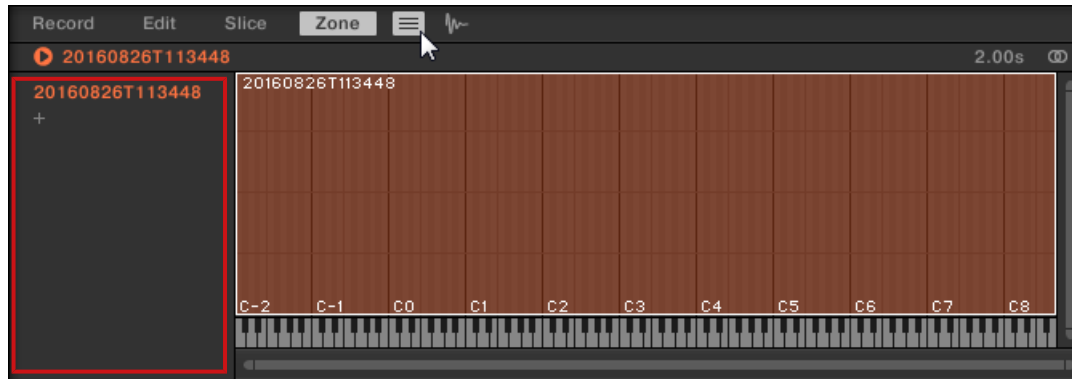 Record Edit Slice Zone
20160826T113448 2.00s
20160826T113448 20160826T113448
+
C-2 C-1 C0 C1 C2 C3 C4 C5 C6 C7 C8